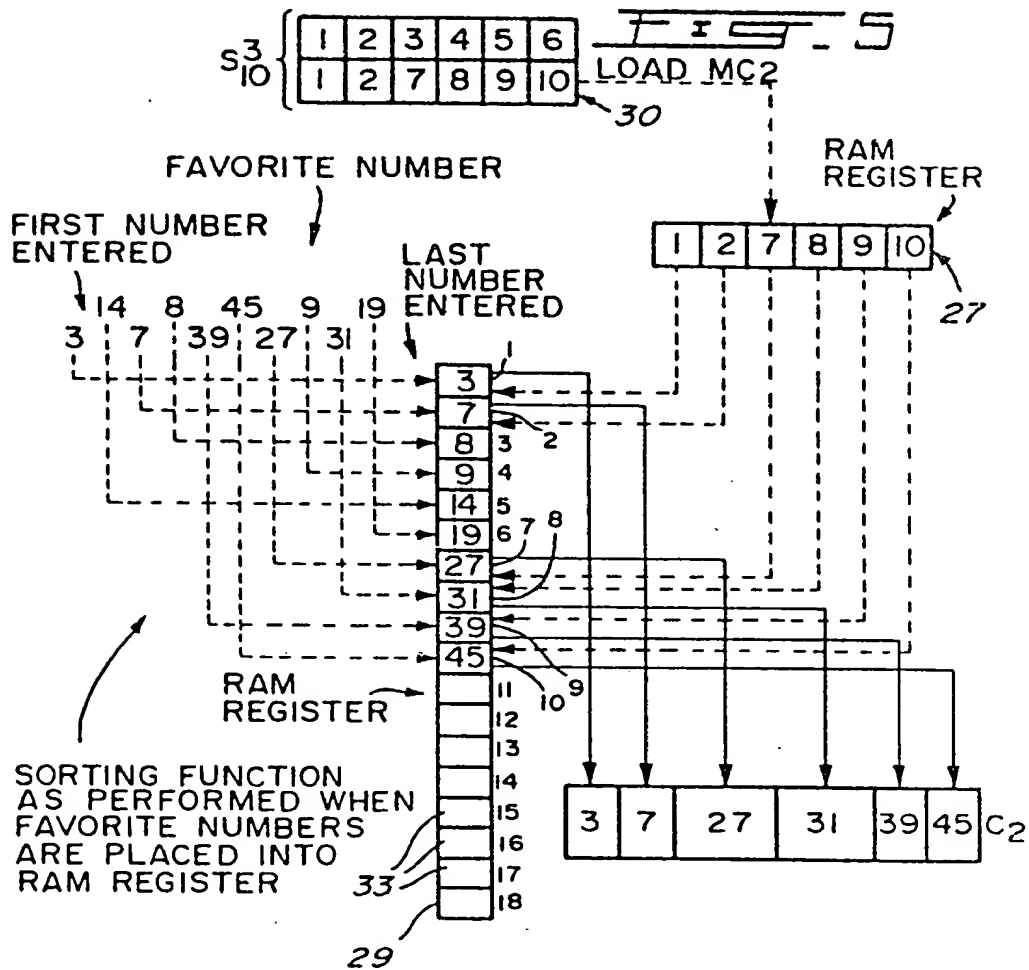 FIG. 5
S 3 10
1 2 3 4 5 6
1 2 7 8 9 10
LOAD MC2
30
FAVORITE NUMBER
RAM
REGISTER
FIRST NUMBER
ENTERED
LAST
NUMBER
ENTERED
1 2 7 8 9 10
27
14 8 45 9 19
3 7 39 27 31
3 1
7 2
8 3
9 4
14 5
19 6
27 7
31 8
39 9
45 10
RAM
REGISTER
11
12
13
14
15
16
17
18
33
29
SORTING FUNCTION
AS PERFORMED WHEN
FAVORITE NUMBERS
ARE PLACED INTO
RAM REGISTER
3 7 27 31 39 45 C2